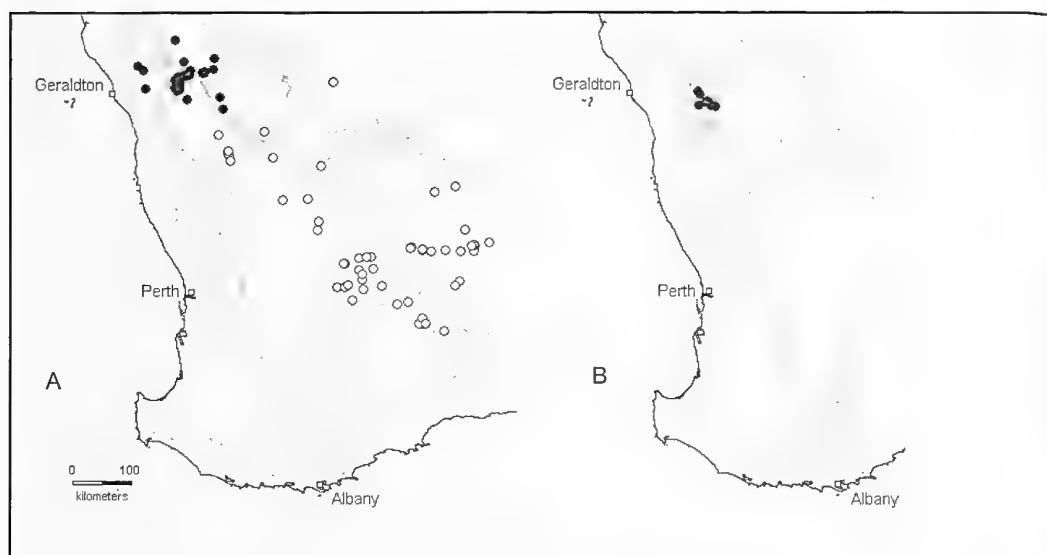 Geraldton
Perth
A
0 100
kilometers
Albany
Geraldton
Perth
B
Albany